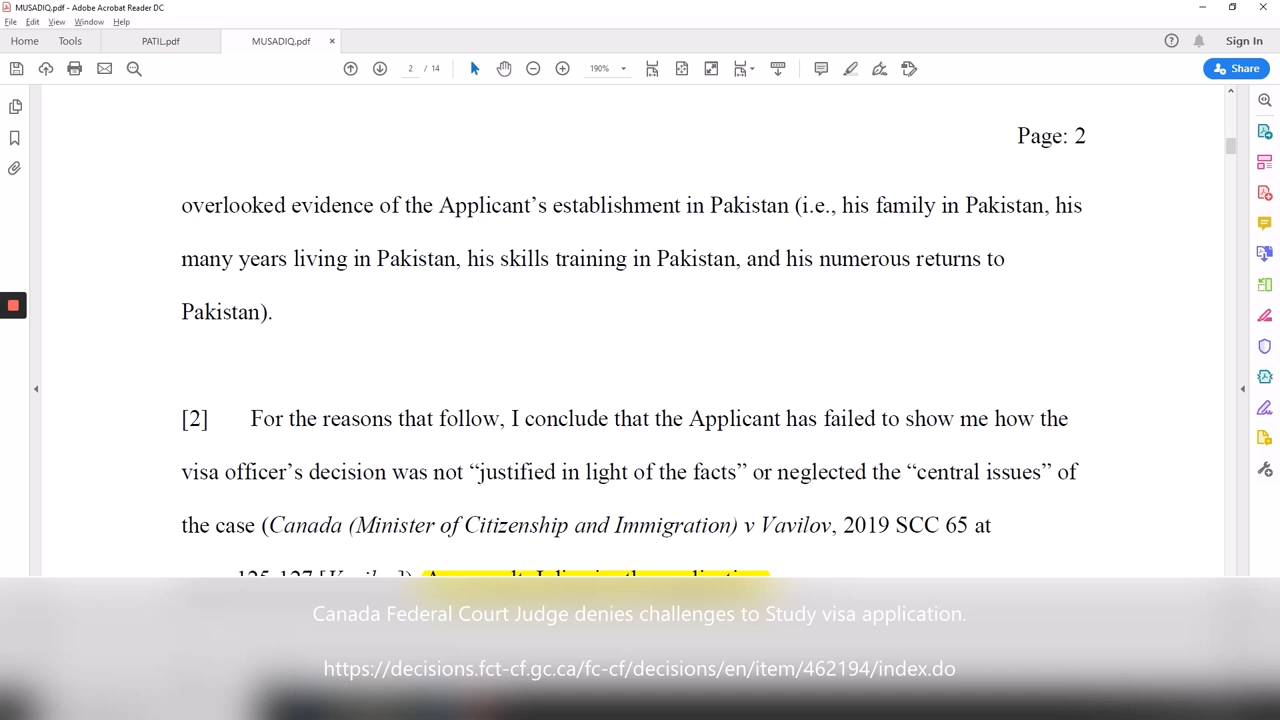 MUSADIQ.pdf - Adobe Acrobat Reader DC
File Edit View Window Help
Home Tools PATIL.pdf MUSADIQ.pdf × Sign In
2 / 14 190% Share
Page: 2
overlooked evidence of the Applicant’s establishment in Pakistan (i.e., his family in Pakistan, his
many years living in Pakistan, his skills training in Pakistan, and his numerous returns to
Pakistan).
[2] For the reasons that follow, I conclude that the Applicant has failed to show me how the
visa officer’s decision was not “justified in light of the facts” or neglected the “central issues” of
the case (Canada (Minister of Citizenship and Immigration) v Vavilov, 2019 SCC 65 at
125-127 [Vavilov]).
Canada Federal Court Judge denies challenges to Study visa application.
https://decisions.fct-cf.gc.ca/fc-cf/decisions/en/item/462194/index.do